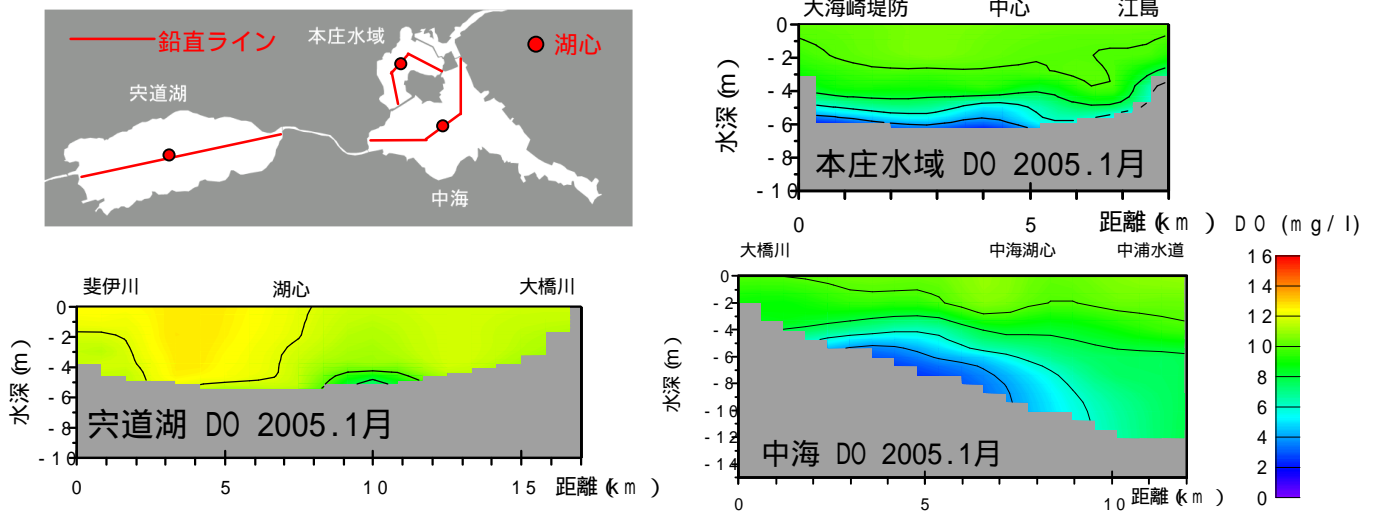 鉛直ライン
本庄水域
湖心
宍道湖
中海
大海崎堤防 中心 江島
水深(m)
0
-2
-4
-6
-8
-10
本庄水域 DO 2005.1月
0 5 距離(km)
DO (mg/l)
16
14
12
10
8
6
4
2
0
斐伊川 湖心 大橋川
水深(m)
0
-2
-4
-6
-8
-10
宍道湖 DO 2005.1月
0 5 10 15 距離(km)
大橋川 中海湖心 中浦水道
水深(m)
0
-2
-4
-6
-8
-10
-12
-14
中海 DO 2005.1月
0 5 10 距離(km)